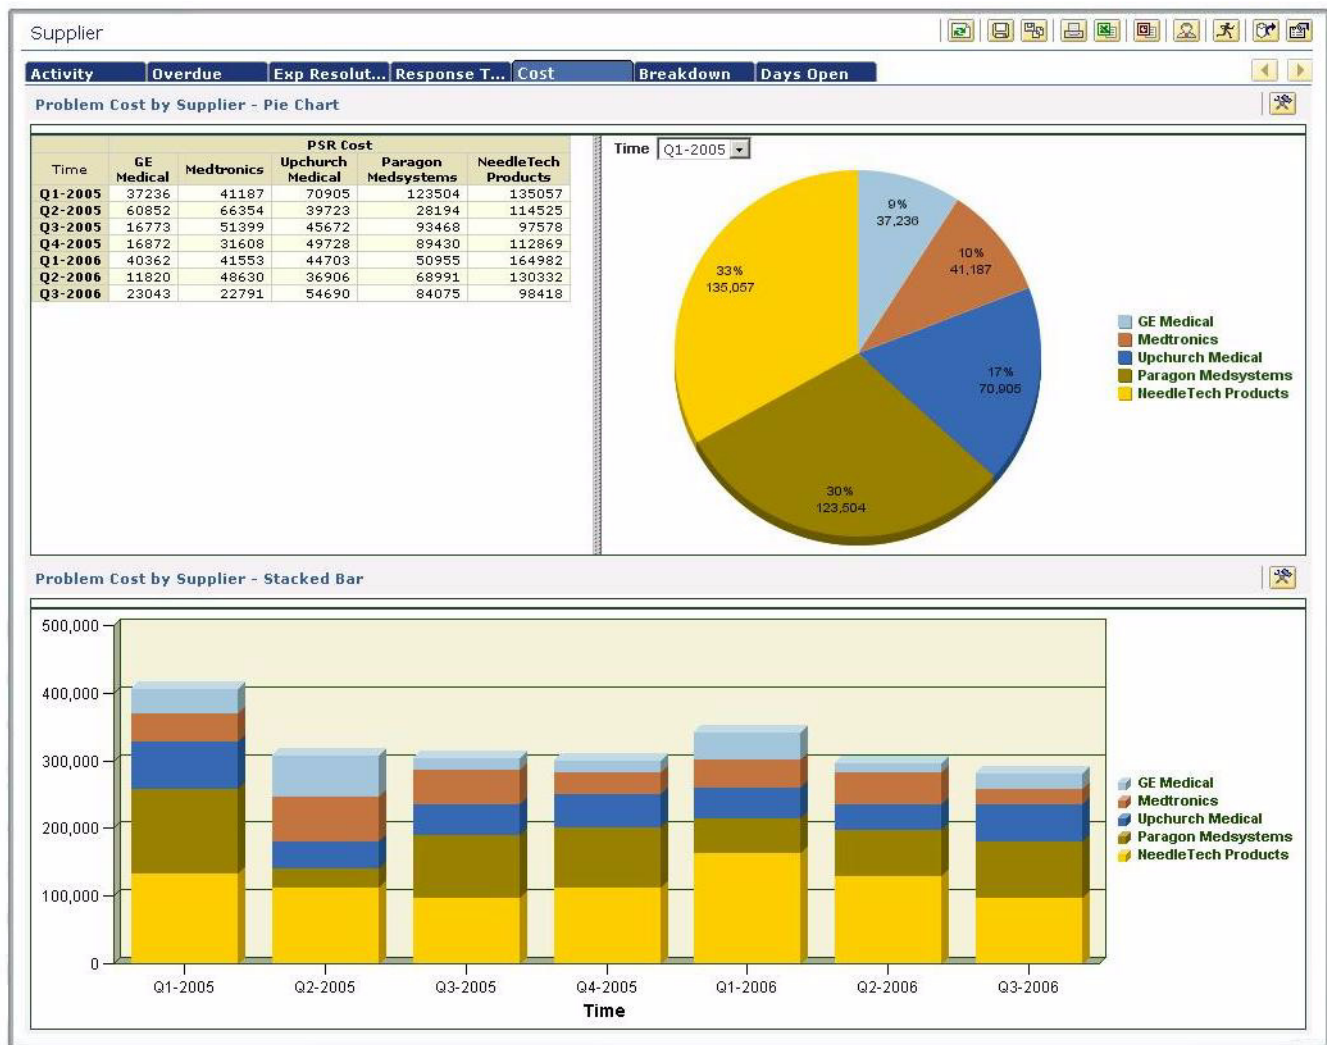 Supplier
Activity Overdue Exp Resolut... Response T... Cost Breakdown Days Open
Problem Cost by Supplier - Pie Chart
PSR Cost
Time GE Medical Medtronics Upchurch Medical Paragon Medsystems NeedleTech Products
Q1-2005 37236 41187 70905 123504 135057
Q2-2005 60852 66354 39723 28194 114525
Q3-2005 16773 51399 45672 93468 97578
Q4-2005 16872 31608 49728 89430 112869
Q1-2006 40362 41553 44703 50955 164982
Q2-2006 11820 48630 36906 68991 130332
Q3-2006 23043 22791 54690 84075 98418
Time Q1-2005
9%
37,236
10%
41,187
33%
135,057
17%
70,905
30%
123,504
GE Medical
Medtronics
Upchurch Medical
Paragon Medsystems
NeedleTech Products
Problem Cost by Supplier - Stacked Bar
500,000
400,000
300,000
200,000
100,000
0
Q1-2005 Q2-2005 Q3-2005 Q4-2005 Q1-2006 Q2-2006 Q3-2006
Time
GE Medical
Medtronics
Upchurch Medical
Paragon Medsystems
NeedleTech Products